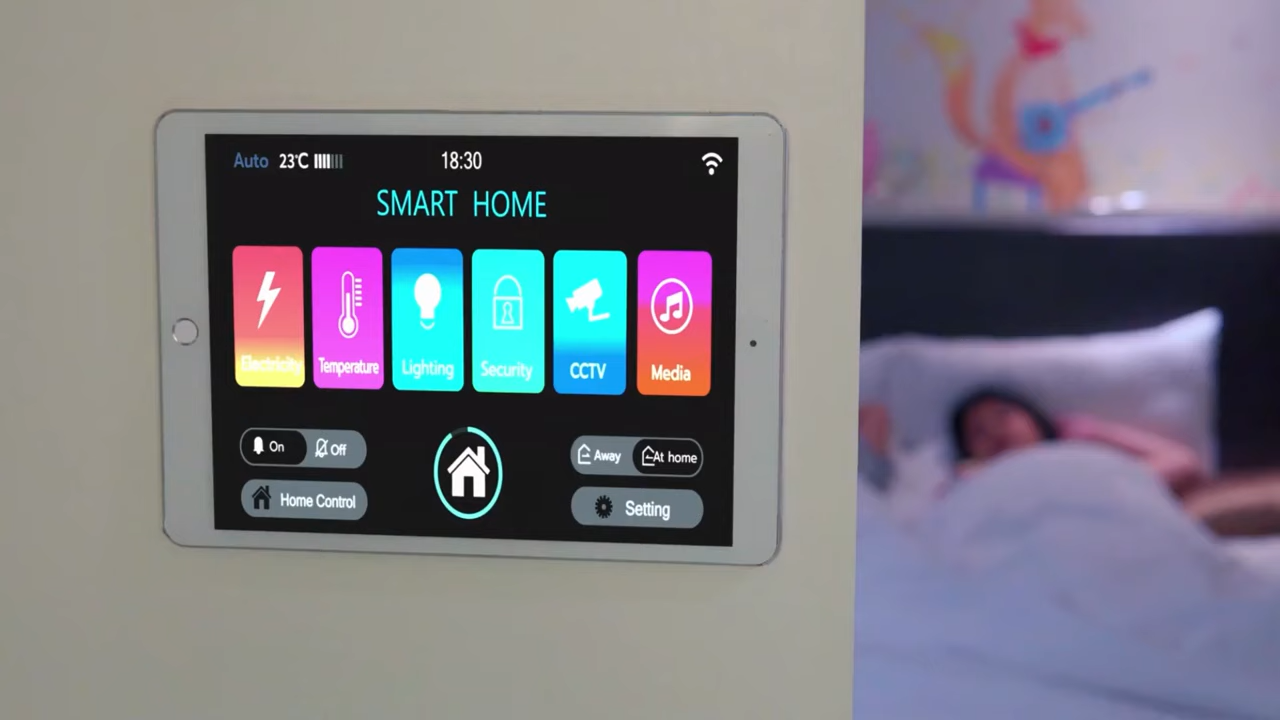 Auto 23℃ 18:30
SMART HOME
Electricity Temperature Lighting Security CCTV Media
On Off Away At home
Home Control Setting